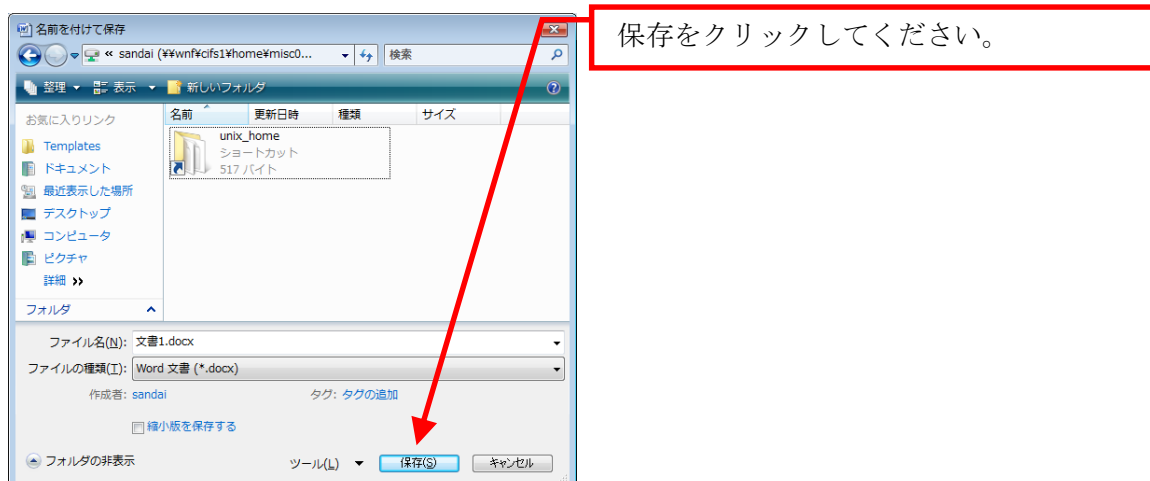 名前を付けて保存
保存をクリックしてください。
« sandai (¥¥wnf¥cifs1¥home¥misc0... 検索
整理 表示 新しいフォルダ
お気に入りリンク
名前 更新日時 種類 サイズ
unix_home
ショートカット
517 バイト
Templates
ドキュメント
最近表示した場所
デスクトップ
コンピュータ
ピクチャ
詳細 »
フォルダ
ファイル名(N): 文書1.docx
ファイルの種類(T): Word 文書 (*.docx)
作成者: sandai タグ: タグの追加
縮小版を保存する
フォルダの非表示 ツール(L) 保存(S) キャンセル